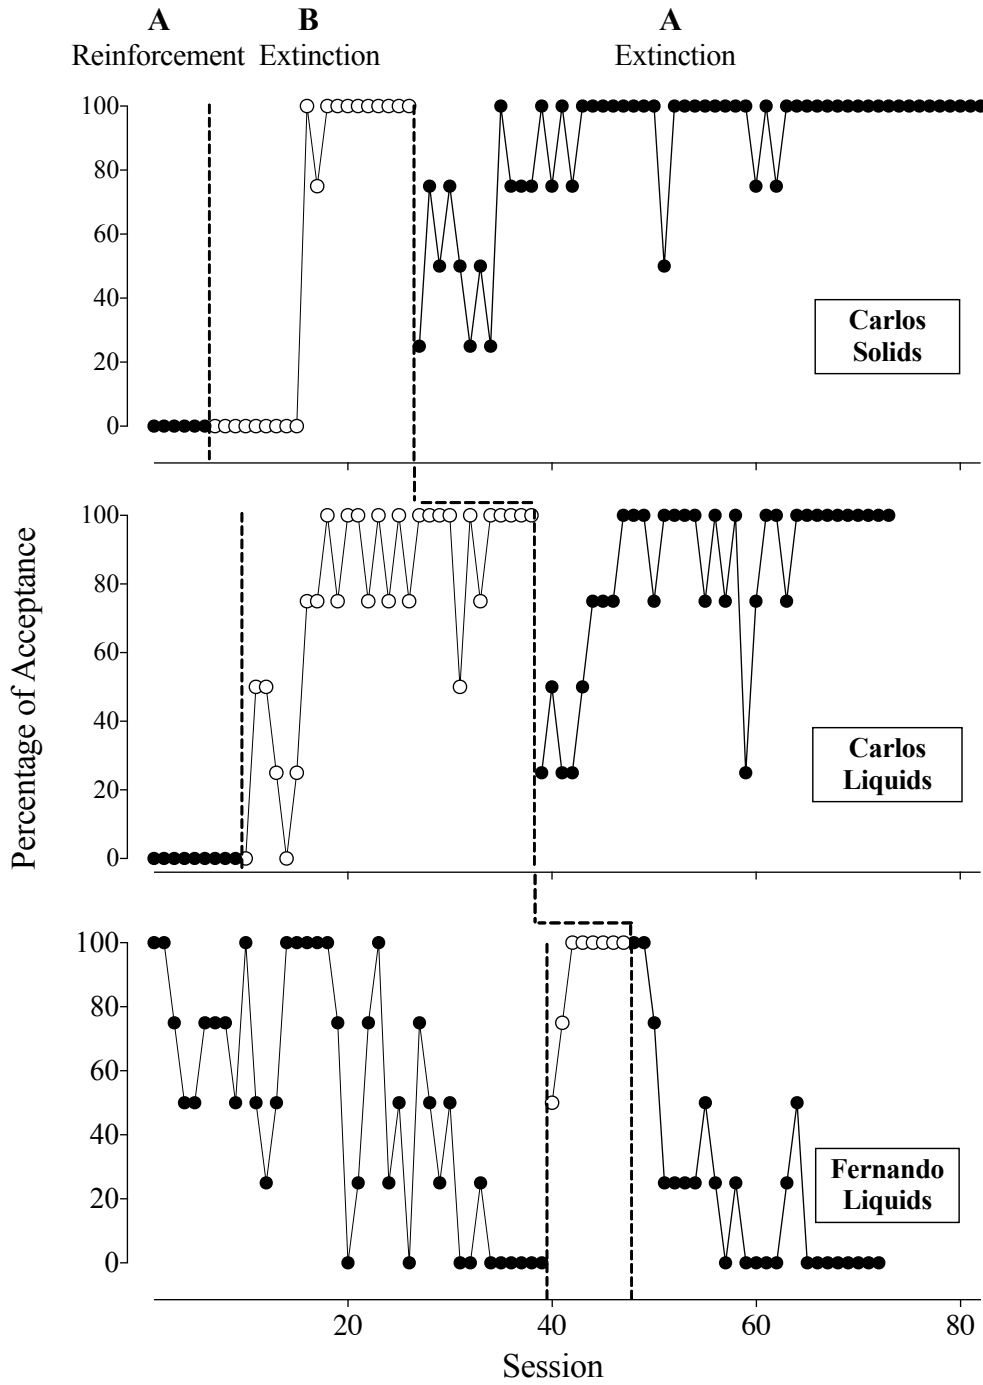 A B A
Reinforcement Extinction Extinction
100
80
60
40
20
0
Carlos
Solids
100
80
60
40
20
0
Carlos
Liquids
100
80
60
40
20
0
Fernando
Liquids
20 40 60 80
Session
Percentage of Acceptance